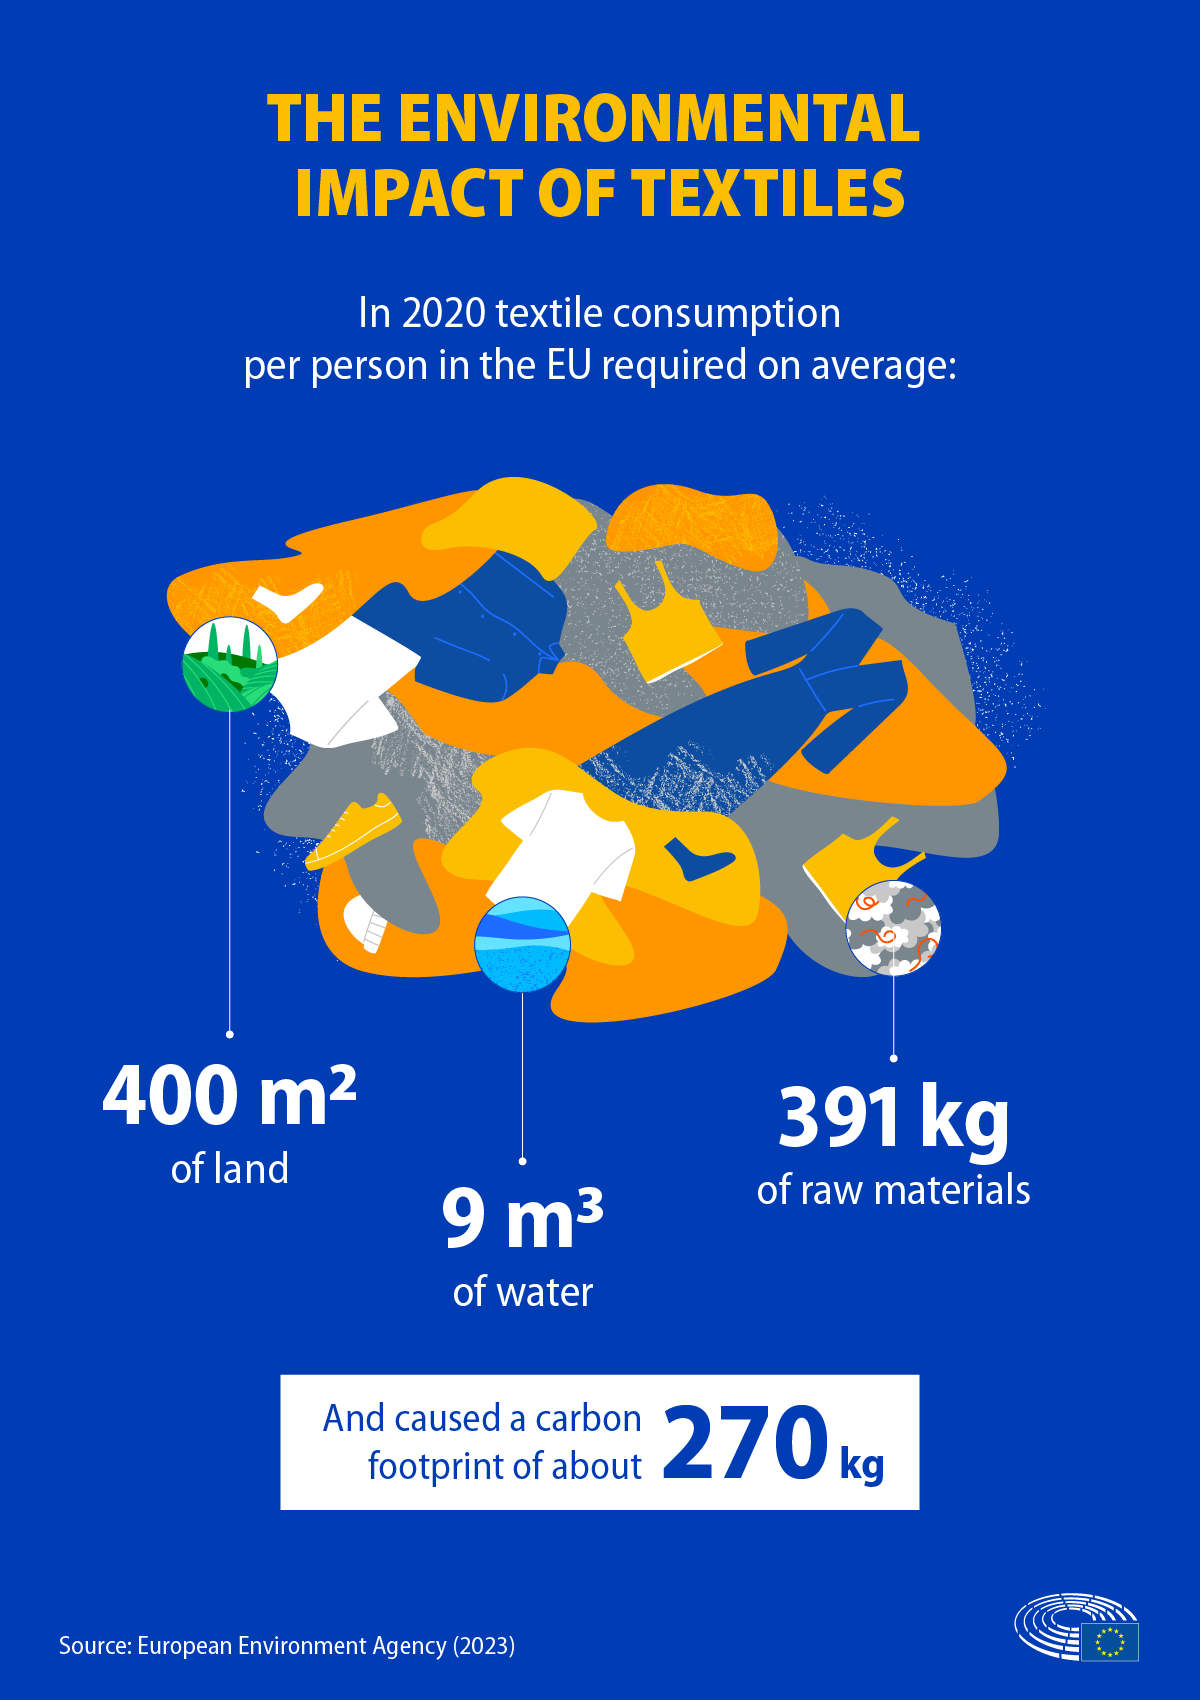 THE ENVIRONMENTAL
IMPACT OF TEXTILES
In 2020 textile consumption
per person in the EU required on average:
400 m²
of land
9 m³
of water
391 kg
of raw materials
And caused a carbon
footprint of about
270 kg
Source: European Environment Agency (2023)